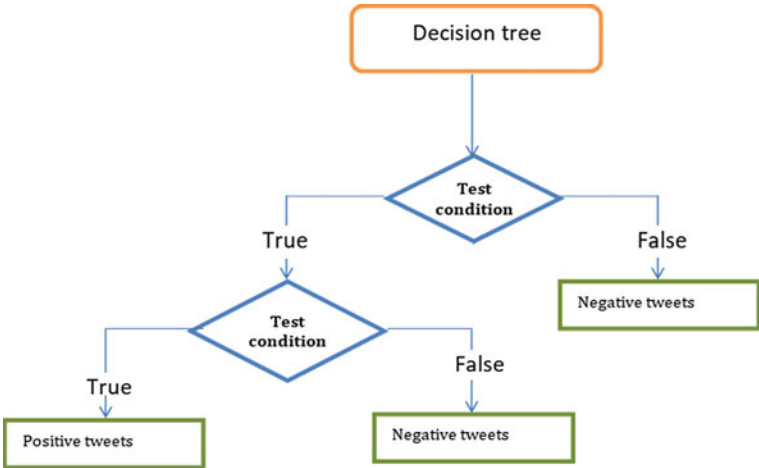 Decision tree
Test
condition
True
False
Negative tweets
Test
condition
True
False
Positive tweets
Negative tweets